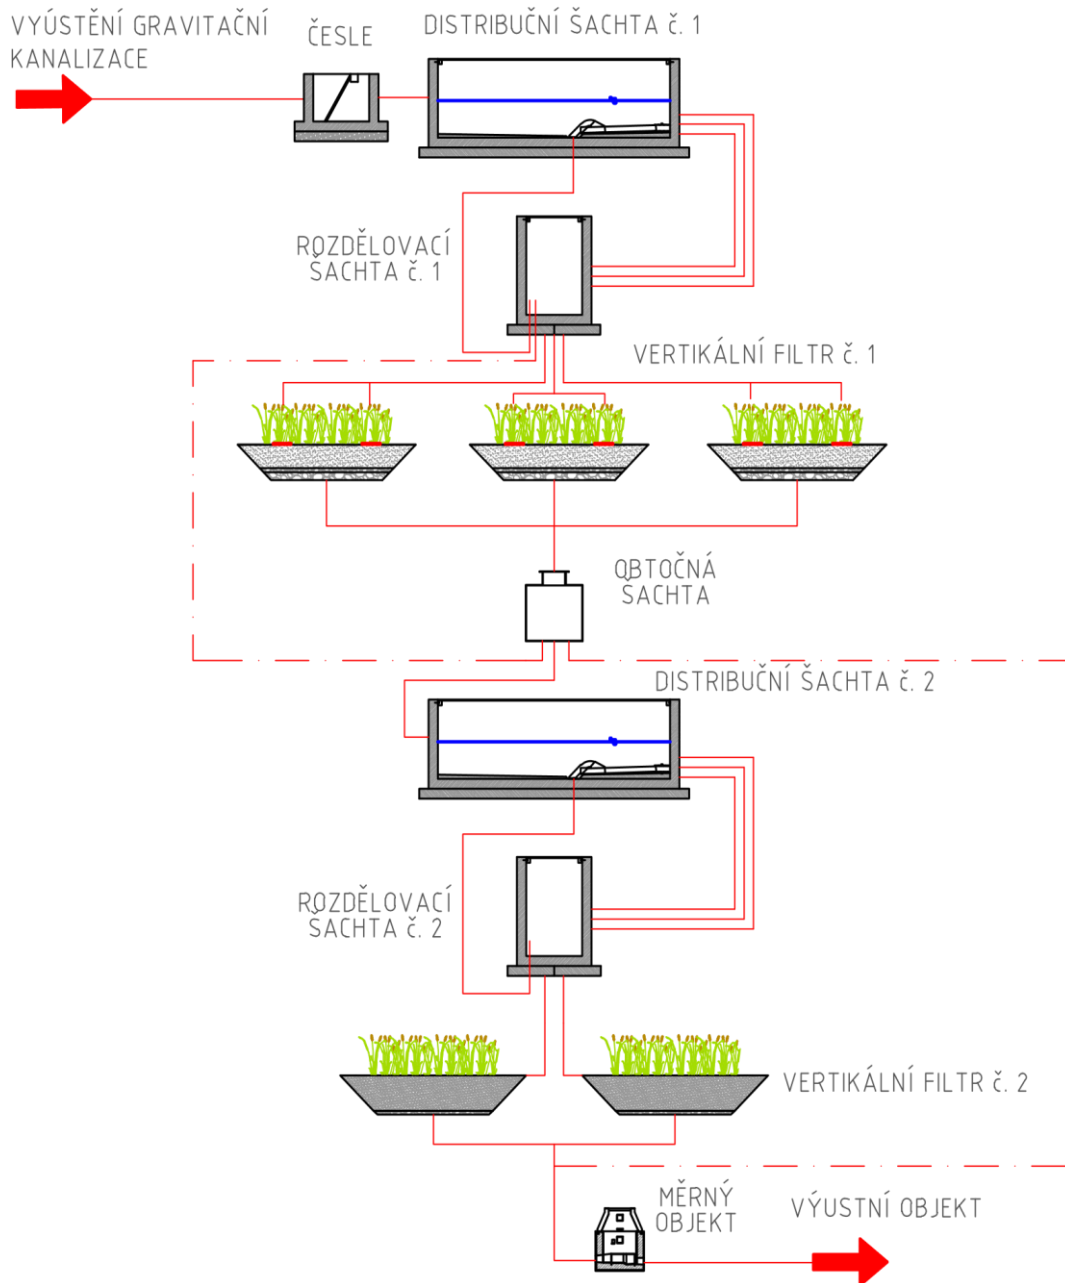 VYÚSTĚNÍ GRAVITAČNÍ
KANALIZACE
ČESLE
DISTRIBUČNÍ ŠACHTA č. 1
ROZDĚLOVACÍ
ŠACHTA č. 1
VERTIKÁLNÍ FILTR č. 1
OBTOČNÁ
ŠACHTA
DISTRIBUČNÍ ŠACHTA č. 2
ROZDĚLOVACÍ
ŠACHTA č. 2
VERTIKÁLNÍ FILTR č. 2
MĚRNÝ
OBJEKT
VÝUSTNÍ OBJEKT